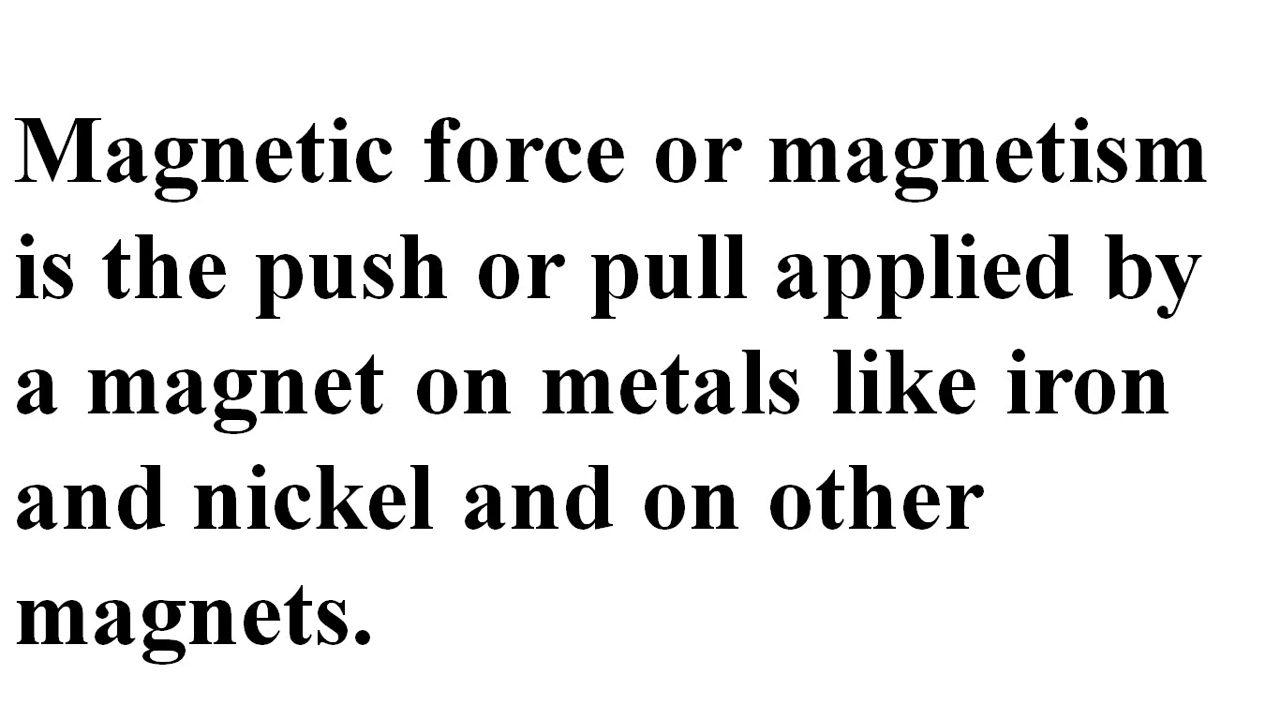 Magnetic force or magnetism
is the push or pull applied by
a magnet on metals like iron
and nickel and on other
magnets.